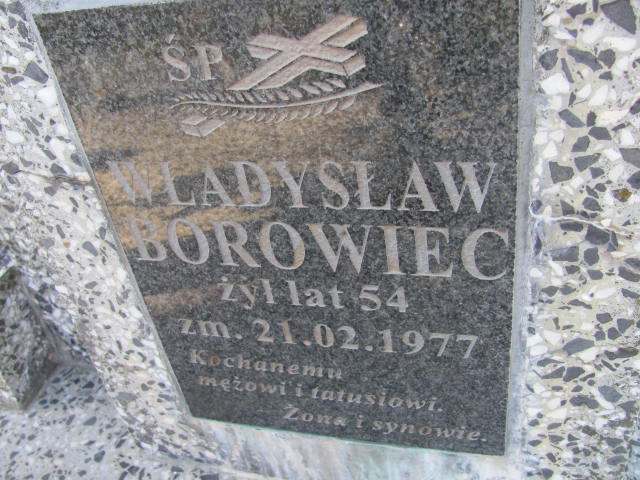 ŚP
WŁADYSŁAW
BOROWIEC
żył lat 54
zm. 21.02.1977
Kochanemu
mężowi i tatusiowi.
Żona i synowie.